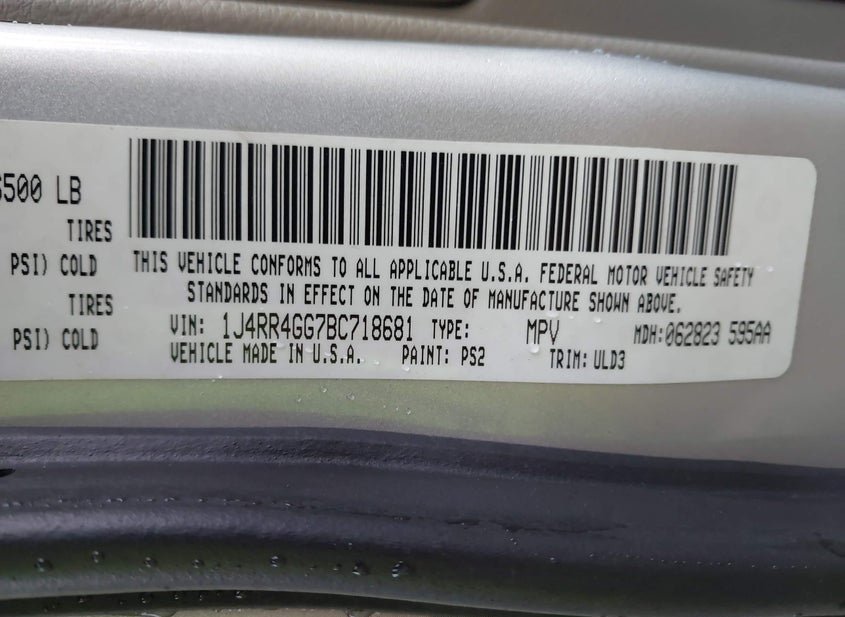 500 LB
TIRES
PSI) COLD
TIRES
PSI) COLD
THIS VEHICLE CONFORMS TO ALL APPLICABLE U.S.A. FEDERAL MOTOR VEHICLE SAFETY
STANDARDS IN EFFECT ON THE DATE OF MANUFACTURE SHOWN ABOVE.
VIN: 1J4RR4GG7BC718681 TYPE: MPV MDH:062823 595AA
VEHICLE MADE IN U.S.A. PAINT: PS2 TRIM: ULD3